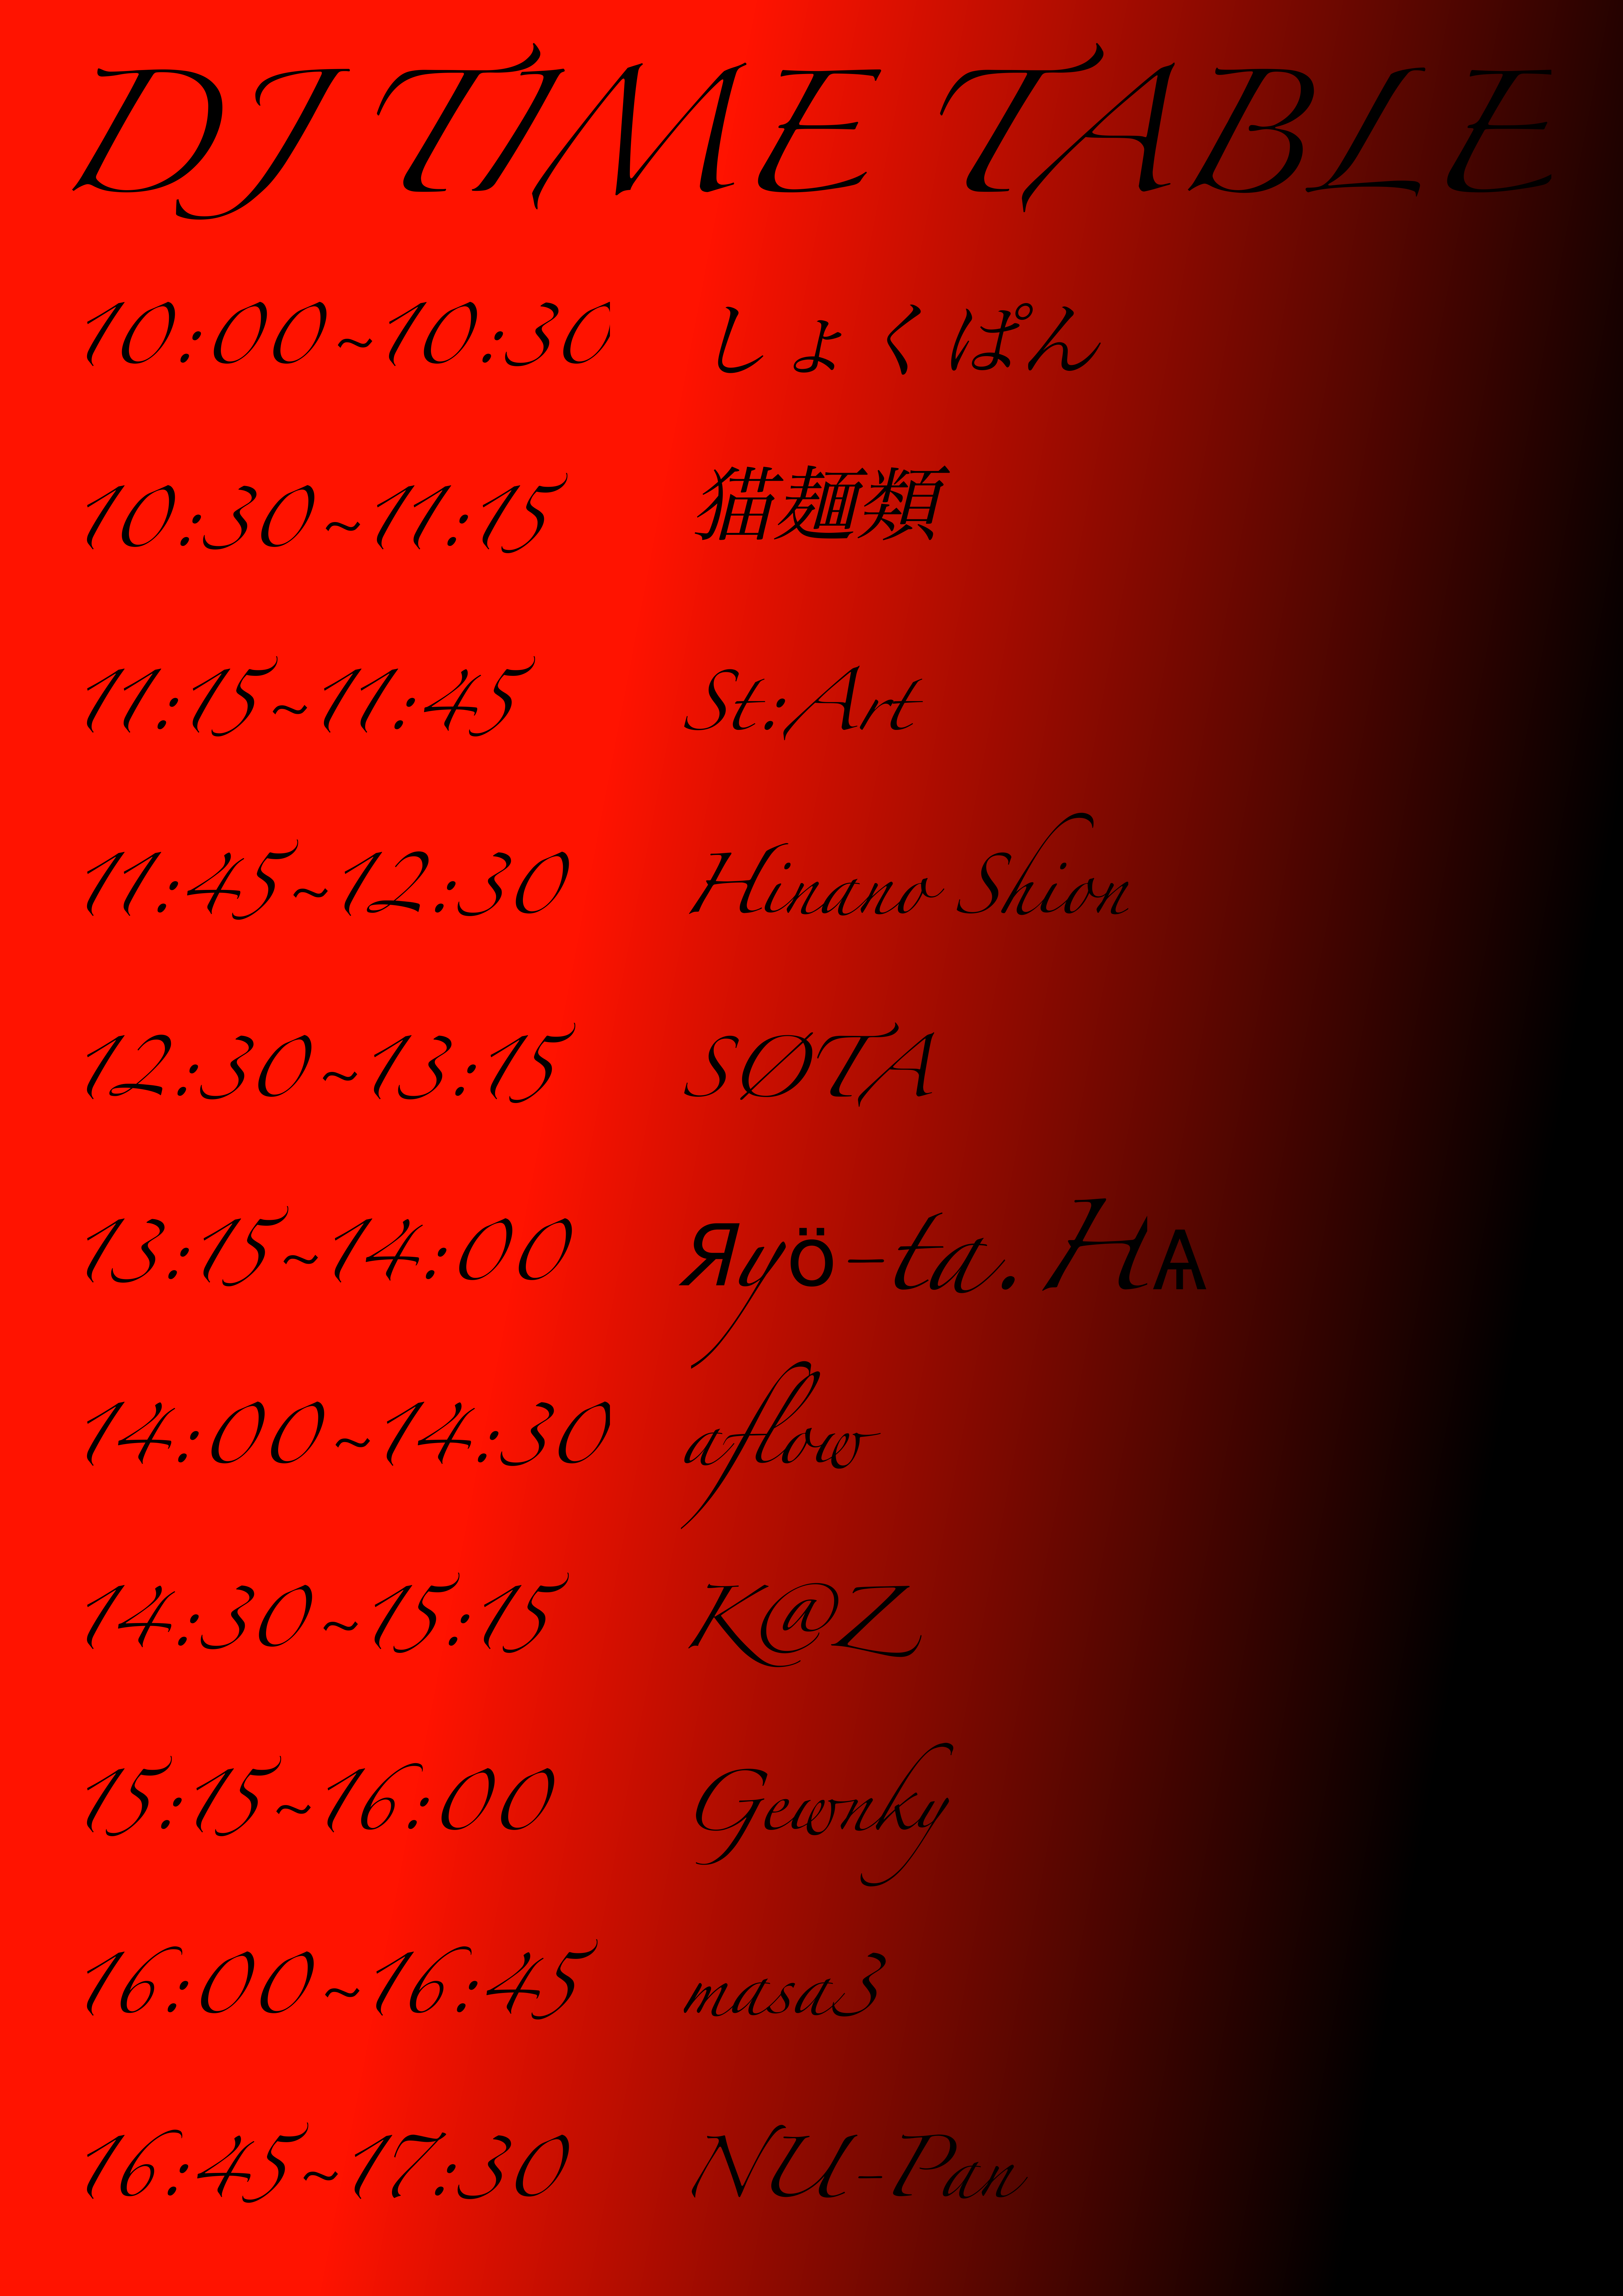 DJ TIME TABLE
10:00~10:30 しょくぱん
10:30~11:15 猫麺類
11:15~11:45 St:Art
11:45~12:30 Hinano Shion
12:30~13:15 SØTA
13:15~14:00 Яyö-ta.HѦ
14:00~14:30 aflow
14:30~15:15 K@Z
15:15~16:00 Gewnky
16:00~16:45 masa3
16:45~17:30 NU-Pan